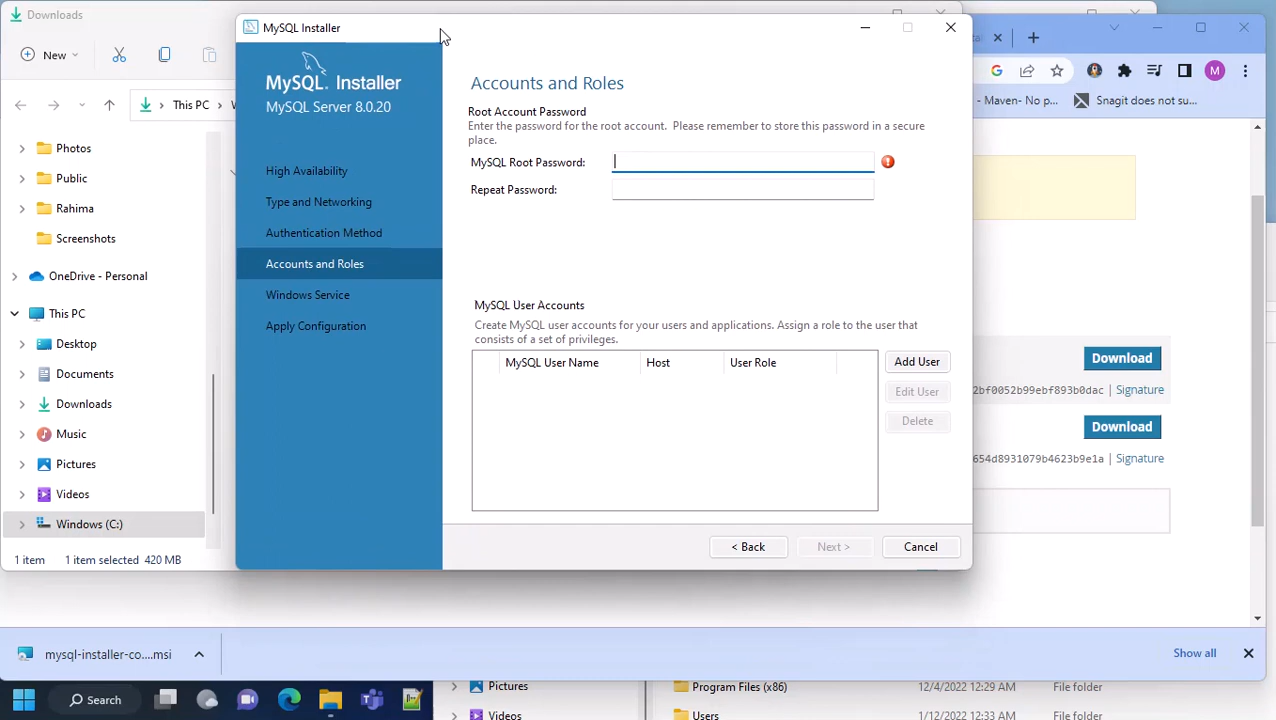 Downloads
MySQL Installer
New
This PC
W
MySQL. Installer
MySQL Server 8.0.20
High Availability
Type and Networking
Authentication Method
Accounts and Roles
Windows Service
Apply Configuration
Accounts and Roles
Root Account Password
Enter the password for the root account. Please remember to store this password in a secure
place.
MySQL Root Password:
Repeat Password:
MySQL User Accounts
Create MySQL user accounts for your users and applications. Assign a role to the user that
consists of a set of privileges.
MySQL User Name Host User Role
Add User
Edit User
Delete
< Back Next > Cancel
Photos
Public
Rahima
Screenshots
OneDrive - Personal
This PC
Desktop
Documents
Downloads
Music
Pictures
Videos
Windows (C:)
1 item 1 item selected 420 MB
M
- Maven- No p... Snagit does not su...
Download
2bf0052b99ebf893b0dac | Signature
Download
654d8931079b4623b9e1a | Signature
mysql-installer-co....msi
Show all
Search
Pictures
Videos
Program Files (x86) 12/4/2022 12:29 AM File folder
Users 1/12/2022 12:33 AM File folder